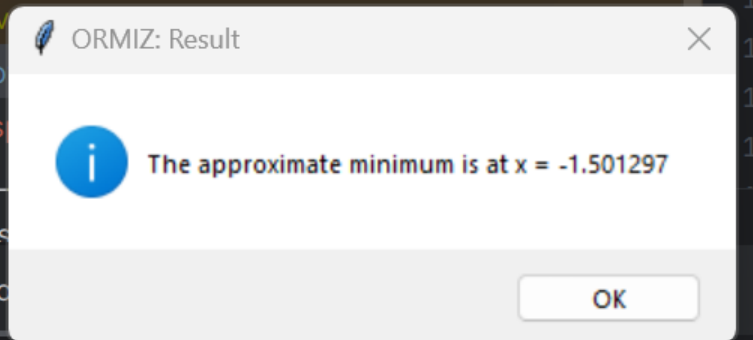 ORMIZ: Result
The approximate minimum is at x = -1.501297
OK